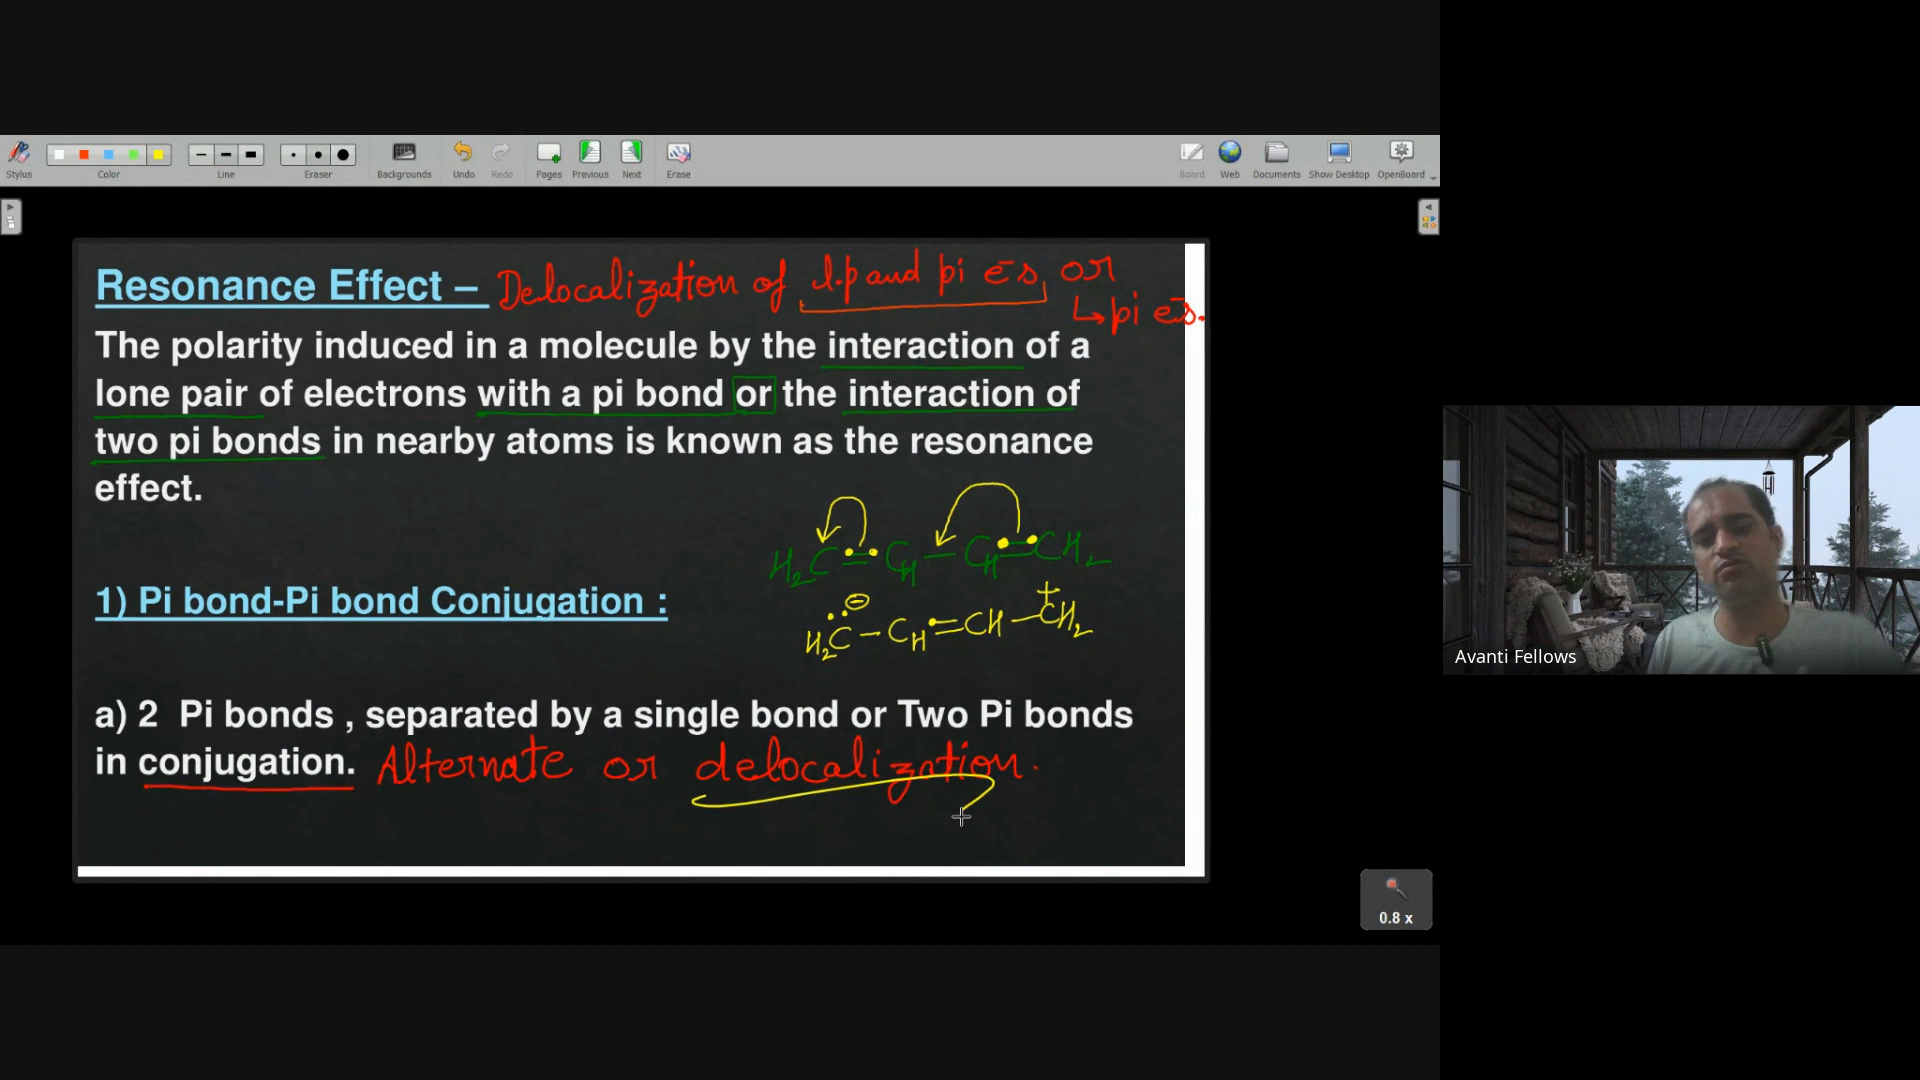 Stylus Color Line Eraser Backgrounds Undo Redo Pages Previous Next Erase Board Web Documents Show Desktop OpenBoard
Resonance Effect – Delocalization of l.p and pi e̅s, or
↳pi e̅s.
The polarity induced in a molecule by the interaction of a
lone pair of electrons with a pi bond or the interaction of
two pi bonds in nearby atoms is known as the resonance
effect.
H₂C=CH–CH=CH₂
1) Pi bond-Pi bond Conjugation :
H₂C̈⊖–CH=CH–C⁺H₂
a) 2 Pi bonds , separated by a single bond or Two Pi bonds
in conjugation. Alternate or delocalization.
Avanti Fellows
0.8 x